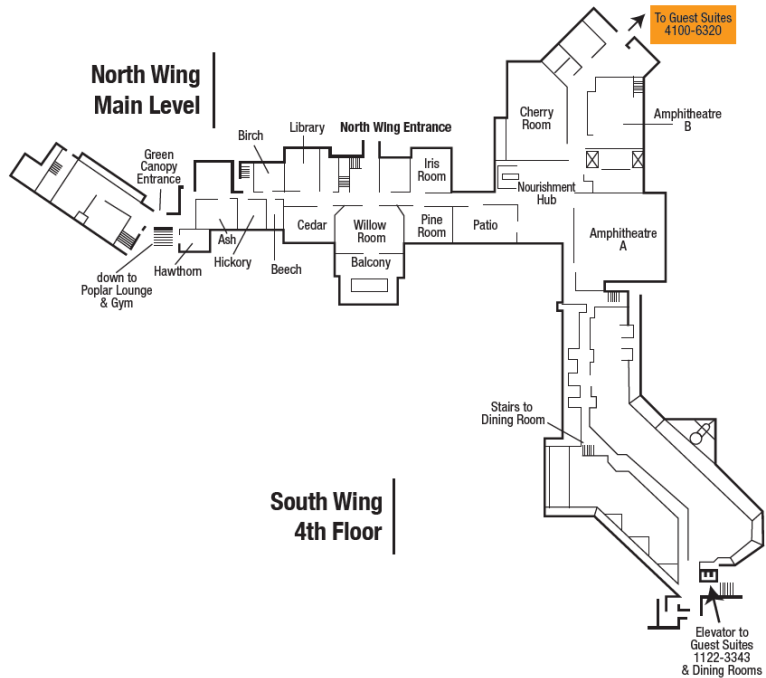 To Guest Suites
4100-6320
North Wing
Main Level
Cherry
Room
Amphitheatre
B
Birch
Library
North Wing Entrance
Green
Canopy
Entrance
Iris
Room
Nourishment
Hub
Cedar
Willow
Room
Pine
Room
Patio
Amphitheatre
A
Ash
Hickory
Beech
Hawthorn
Balcony
down to
Poplar Lounge
& Gym
Stairs to
Dining Room
South Wing
4th Floor
Elevator to
Guest Suites
1122-3343
& Dining Rooms